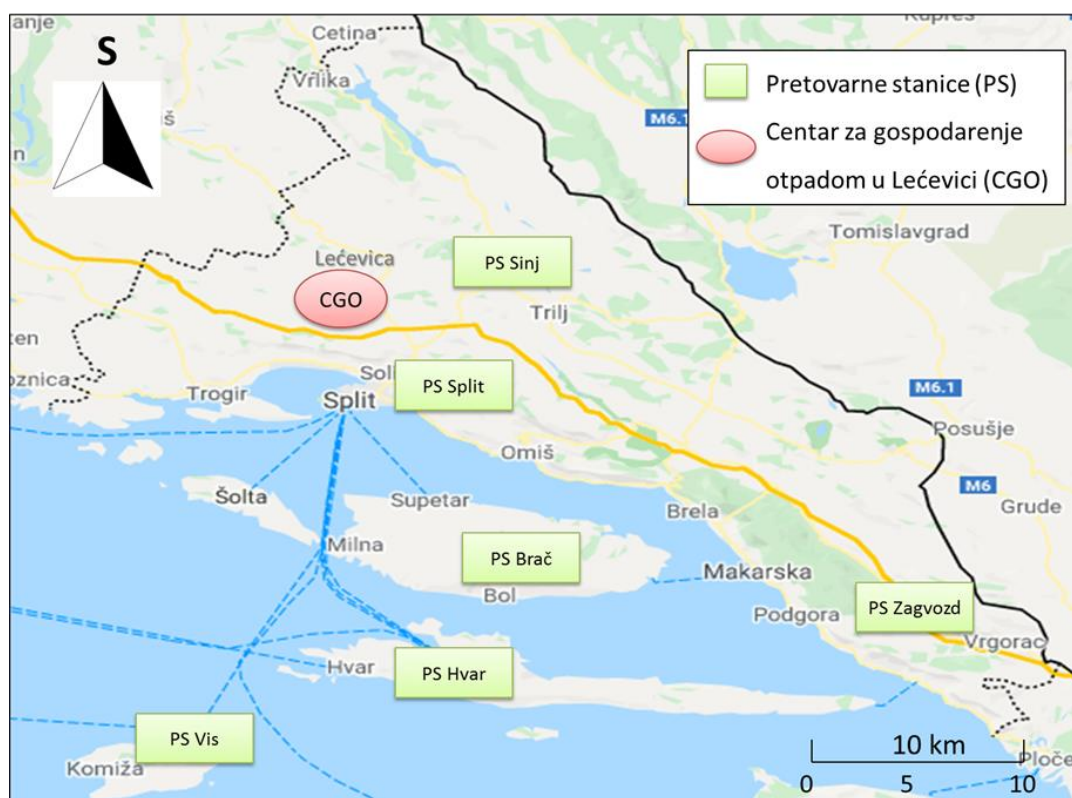 Cetina
Kupres
S
Vrlika
M6.1
Pretovarne stanice (PS)
Centar za gospodarenje
otpadom u Lećevici (CGO)
Tomislavgrad
Lećevica
PS Sinj
CGO
Trilj
Trogir
Split
PS Split
M6.1
Posušje
Omiš
M6
Grude
Šolta
Supetar
Brela
Milna
PS Brač
Makarska
Bol
Podgora
PS Zagvozd
Vrgorac
Hvar
PS Hvar
PS Vis
Komiža
10 km
Ploče
0
5
10